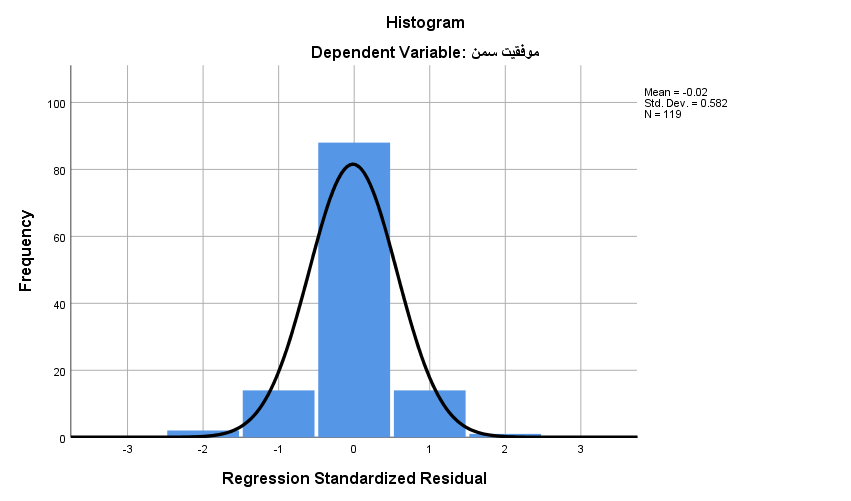 Histogram
Dependent Variable: موفقیت سمن
Mean = -0.02
Std. Dev. = 0.582
N = 119
100
80
60
40
20
0
Frequency
-3 -2 -1 0 1 2 3
Regression Standardized Residual